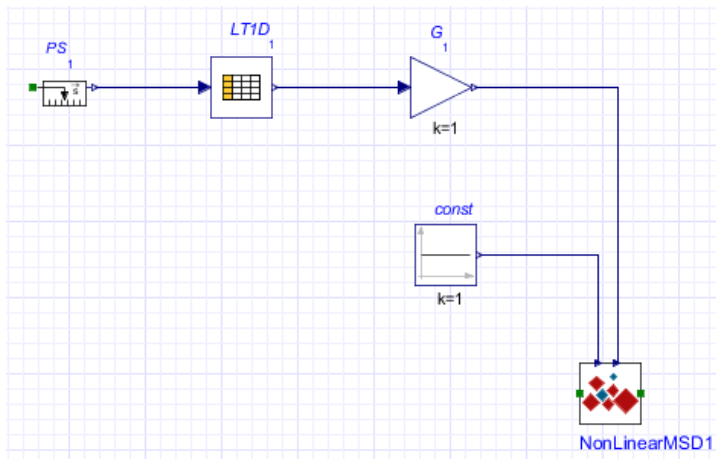 LT1D
1
G
1
PS
1
s
k=1
const
k=1
NonLinearMSD1